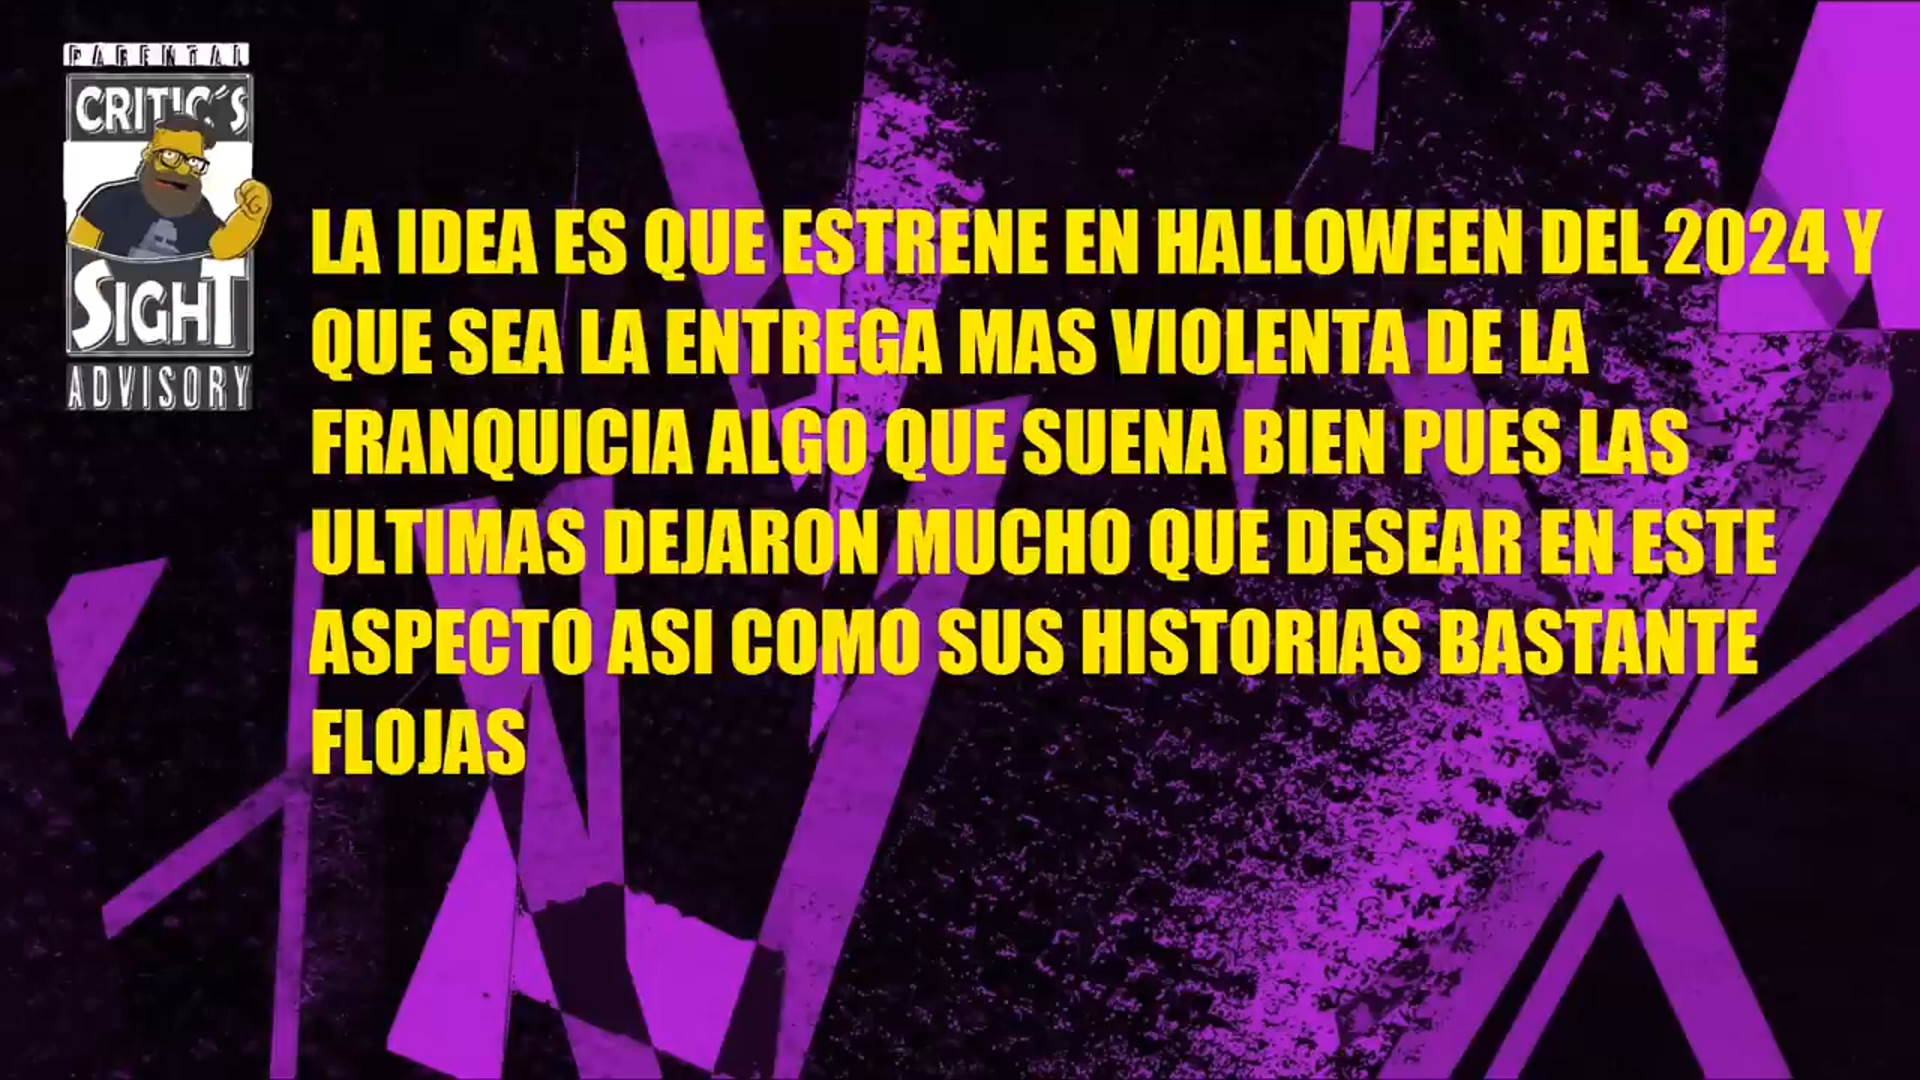 PARENTAL
CRITIC´S
SIGHT
ADVISORY
LA IDEA ES QUE ESTRENE EN HALLOWEEN DEL 2024 Y
QUE SEA LA ENTREGA MAS VIOLENTA DE LA
FRANQUICIA ALGO QUE SUENA BIEN PUES LAS
ULTIMAS DEJARON MUCHO QUE DESEAR EN ESTE
ASPECTO ASI COMO SUS HISTORIAS BASTANTE
FLOJAS